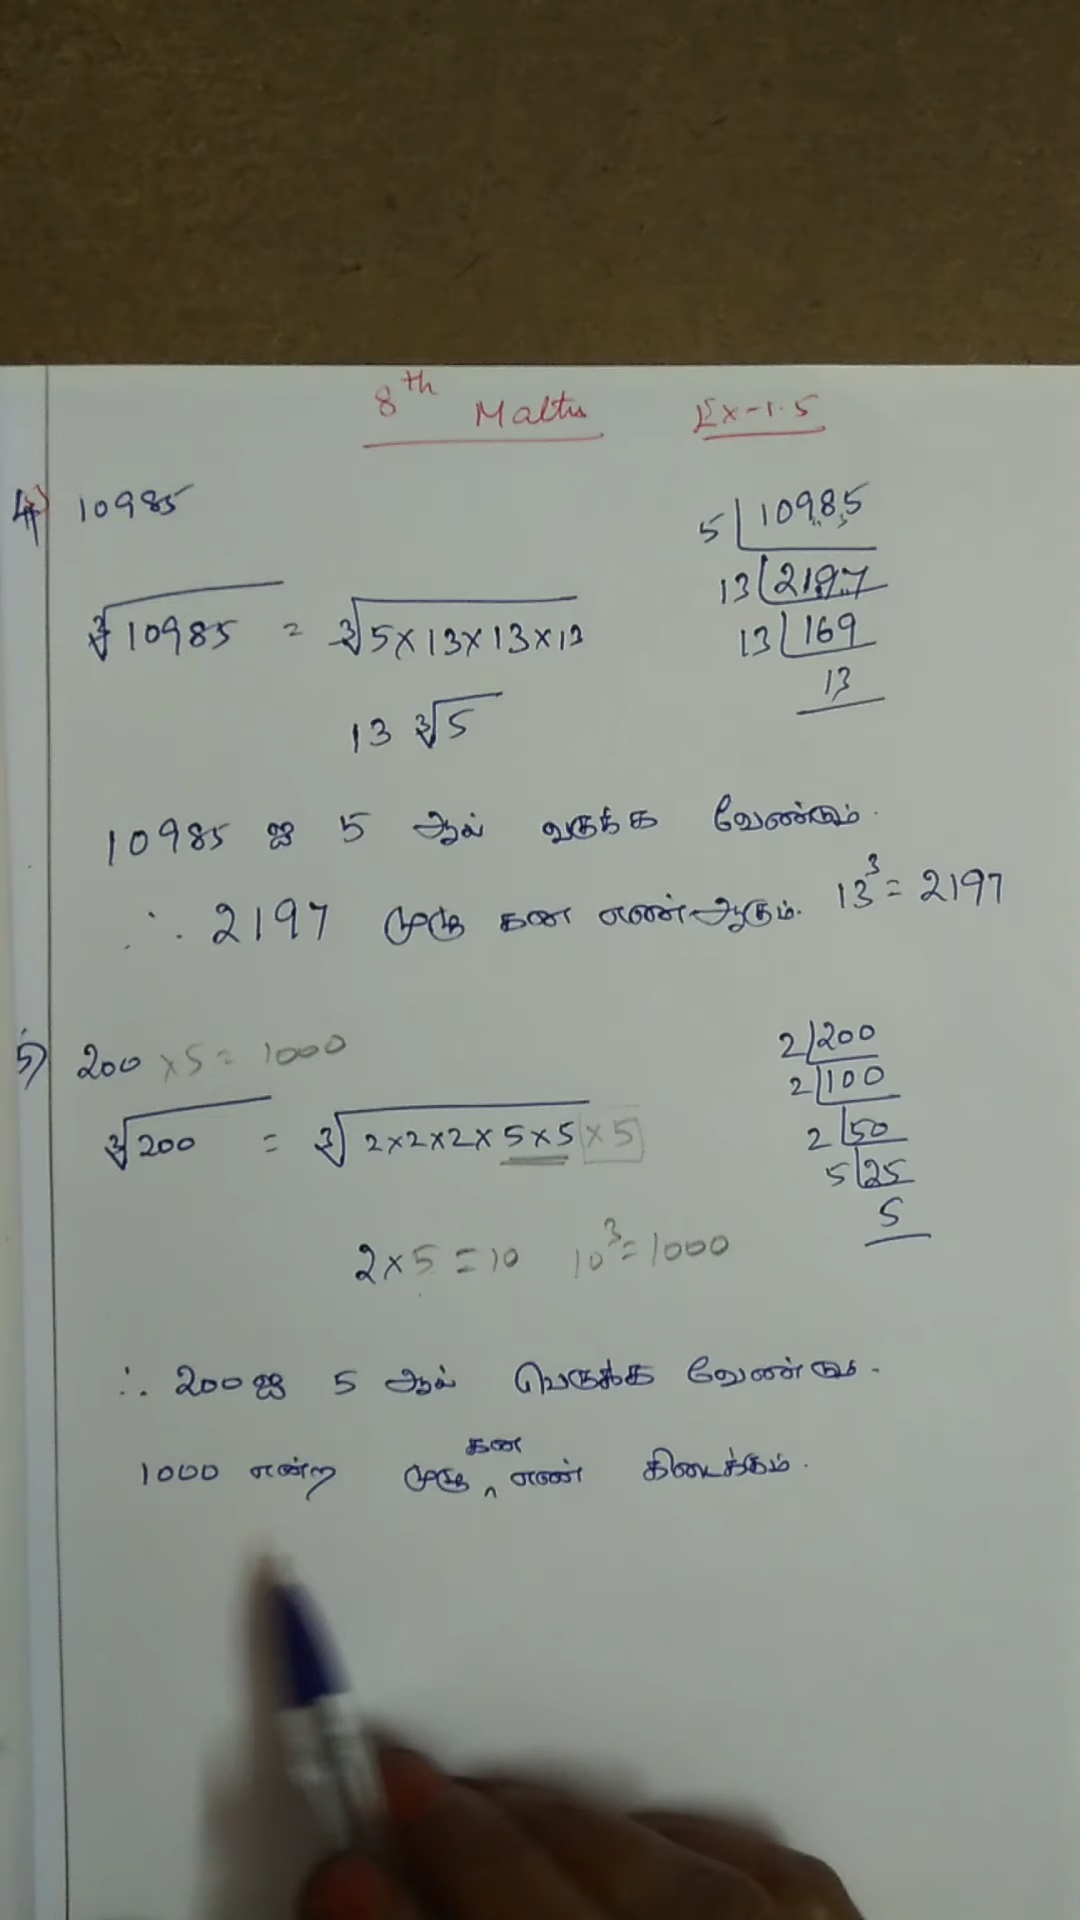 8th Maths Ex-1.5
4) 10985
5 | 10985
13 | 2197
13 | 169
13
∛10985 = ∛5×13×13×13
13 ∛5
10985 ஐ 5 ஆல் வகுக்க வேண்டும்.
∴ 2197 முழு கன எண் ஆகும். 13³ = 2197
5) 200 × 5 = 1000
2 | 200
2 | 100
2 | 50
5 | 25
5
∛200 = ∛2×2×2×5×5 ×5
2×5 = 10 10³ = 1000
∴ 200 ஐ 5 ஆல் பெருக்க வேண்டும்.
1000 என்ற முழு கன எண் கிடைக்கும்.